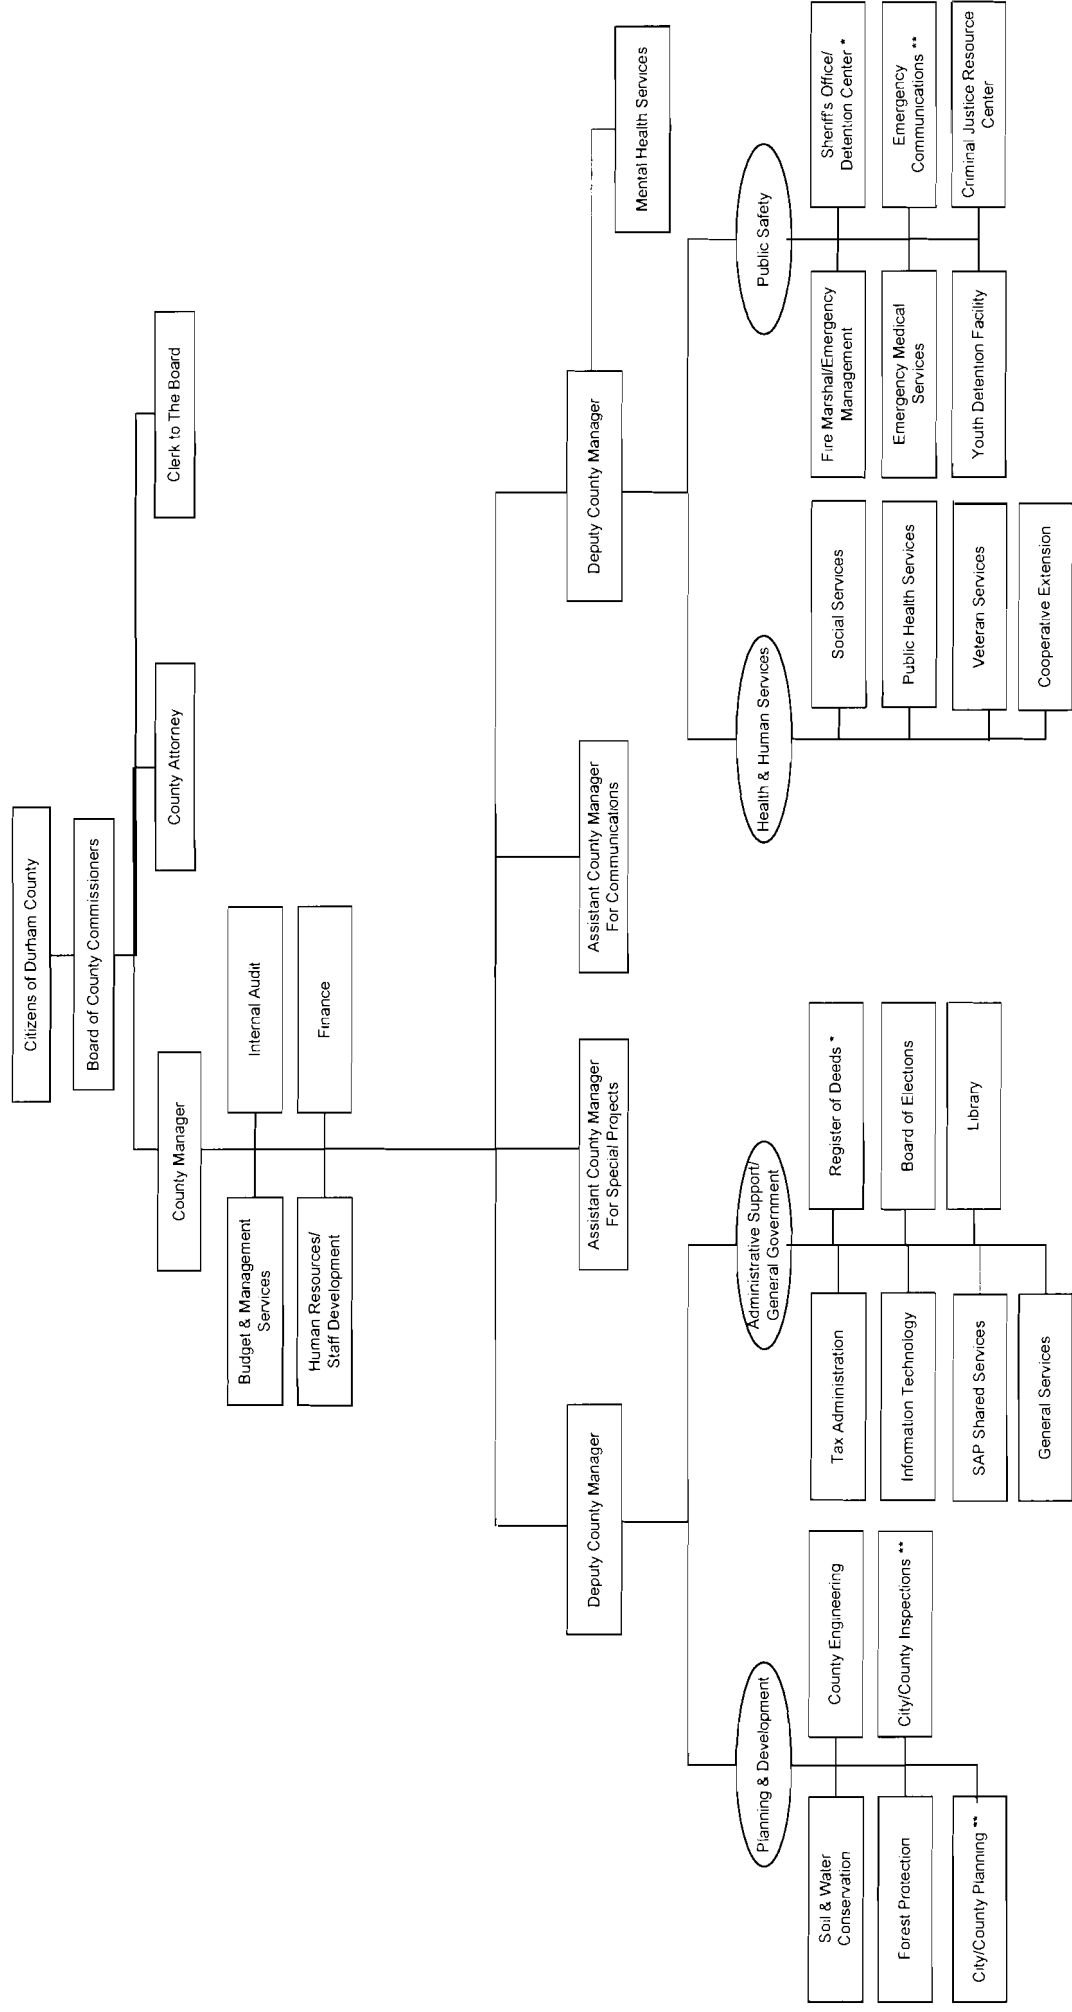 Citizens of Durham County
Board of County Commissioners
County Manager
County Attorney
Clerk to The Board
Budget & Management
Services
Internal Audit
Human Resources/
Staff Development
Finance
Deputy County Manager
Assistant County Manager
For Special Projects
Assistant County Manager
For Communications
Deputy County Manager
Mental Health Services
Planning & Development
Administrative Support/
General Government
Health & Human Services
Public Safety
Soil & Water
Conservation
County Engineering
Forest Protection
City/County Inspections **
City/County Planning **
Tax Administration
Register of Deeds *
Information Technology
Board of Elections
SAP Shared Services
Library
General Services
Social Services
Public Health Services
Veteran Services
Cooperative Extension
Fire Marshal/Emergency
Management
Sheriff's Office/
Detention Center *
Emergency Medical
Services
Emergency
Communications **
Youth Detention Facility
Criminal Justice Resource
Center